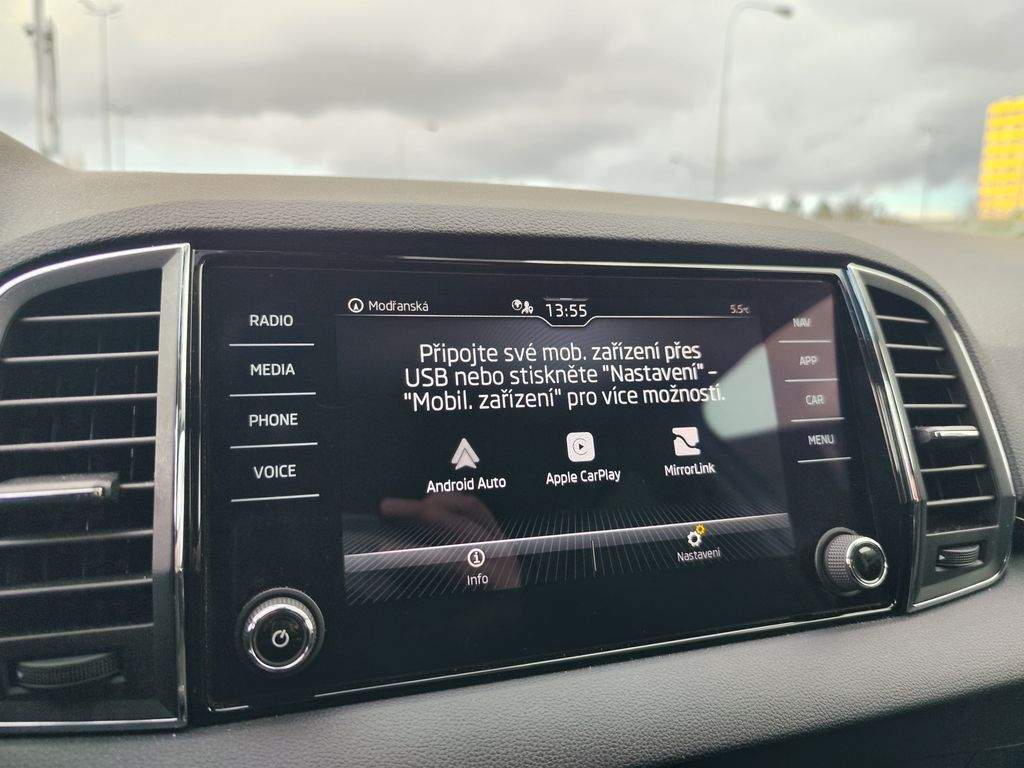 Modřanská
13:55
5.5°C
RADIO
MEDIA
PHONE
VOICE
Připojte své mob. zařízení přes
USB nebo stiskněte "Nastavení" -
"Mobil. zařízení" pro více možností.
Android Auto
Apple CarPlay
MirrorLink
Info
Nastavení
NAV
APP
CAR
MENU